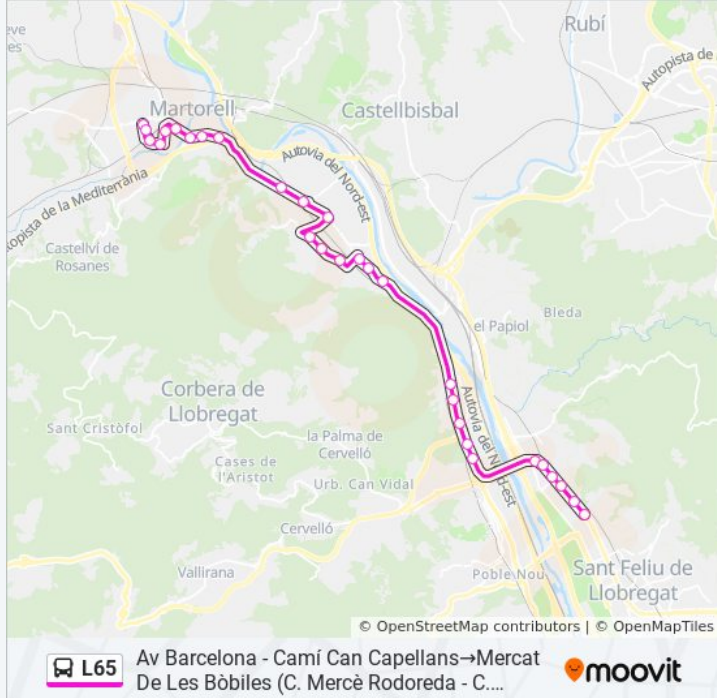 eve
es
Rubí
Autopista de
Martorell
Castellbisbal
Autovia del Nord-est
topista de la Mediterrània
Castellví de
Rosanes
el Papiol
Bleda
Corbera de
Llobregat
Sant Cristòfol
la Palma de
Cervelló
Cases de
l'Aristot
Urb. Can Vidal
Autovia del Nord-est
Cervelló
Vallirana
Poble Nou
Sant Feliu de
Llobregat
© OpenStreetMap contributors | © OpenMapTiles
L65
Av Barcelona - Camí Can Capellans→Mercat
De Les Bòbiles (C. Mercè Rodoreda - C....
moovit